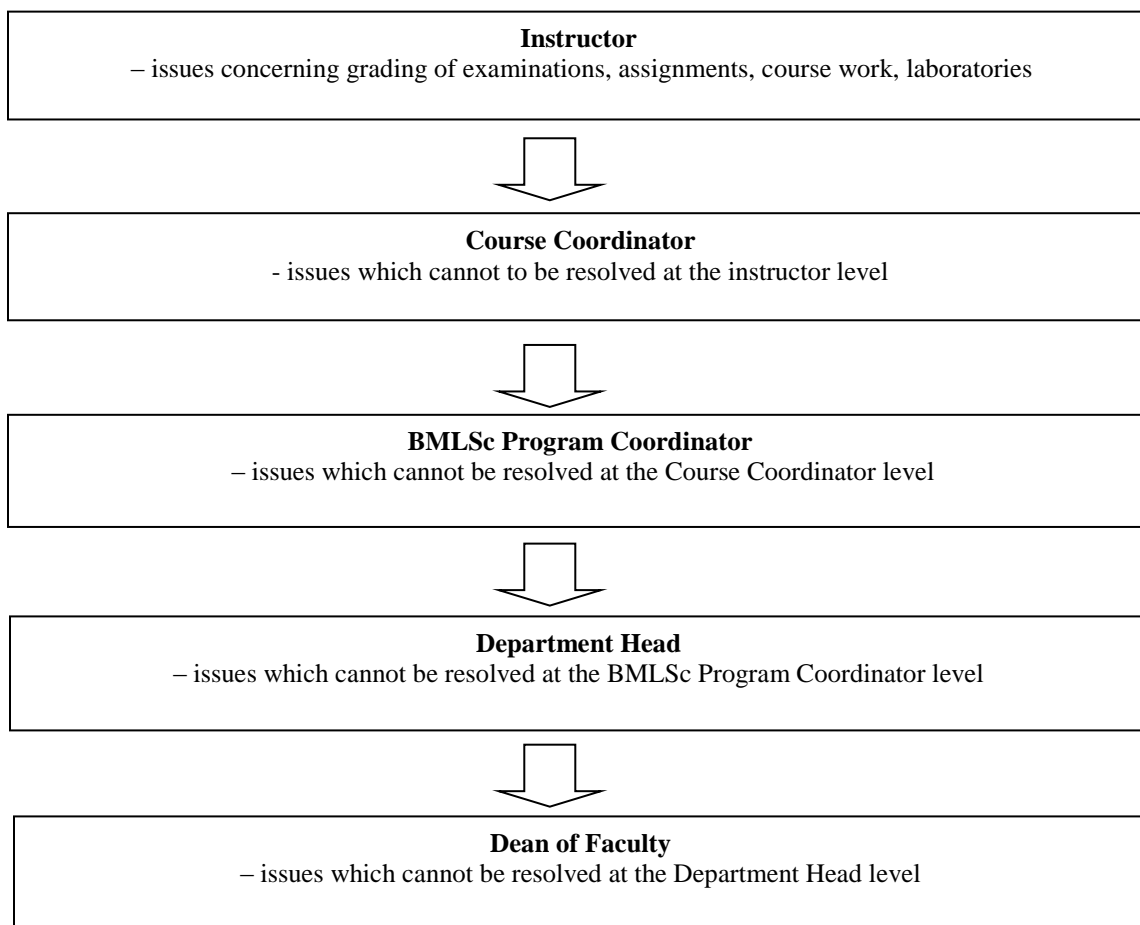 Instructor
– issues concerning grading of examinations, assignments, course work, laboratories
Course Coordinator
- issues which cannot to be resolved at the instructor level
BMLSc Program Coordinator
– issues which cannot be resolved at the Course Coordinator level
Department Head
– issues which cannot be resolved at the BMLSc Program Coordinator level
Dean of Faculty
– issues which cannot be resolved at the Department Head level